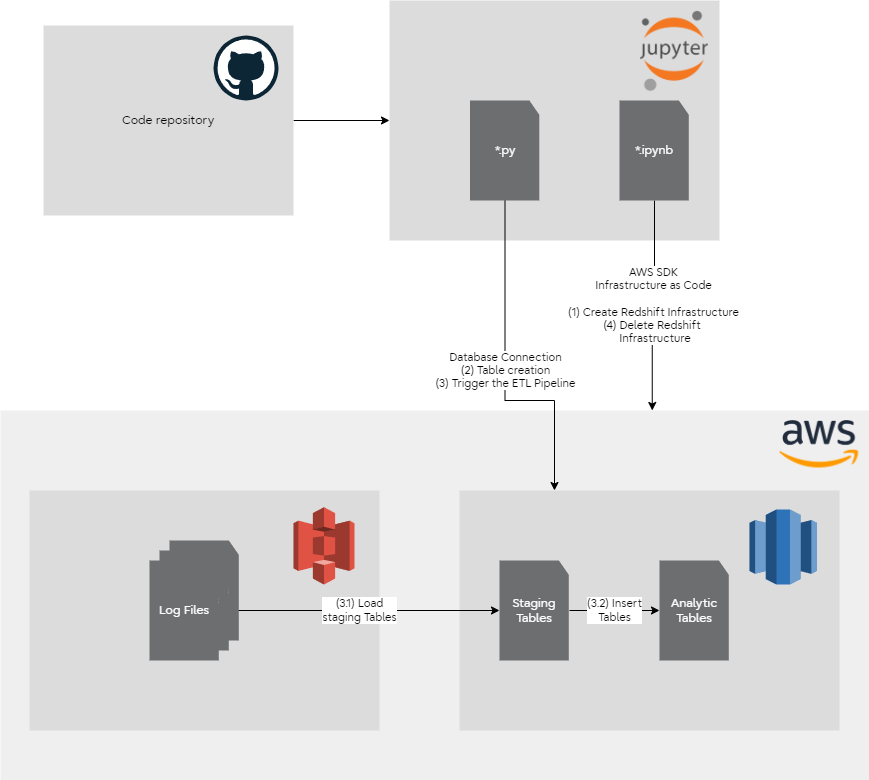 jupyter
Code repository
*.py
*.ipynb
AWS SDK
Infrastructure as Code
(1) Create Redshift Infrastructure
(4) Delete Redshift
Infrastructure
Database Connection
(2) Table creation
(3) Trigger the ETL Pipeline
aws
Log Files
(3.1) Load
staging Tables
Staging
Tables
(3.2) Insert
Tables
Analytic
Tables